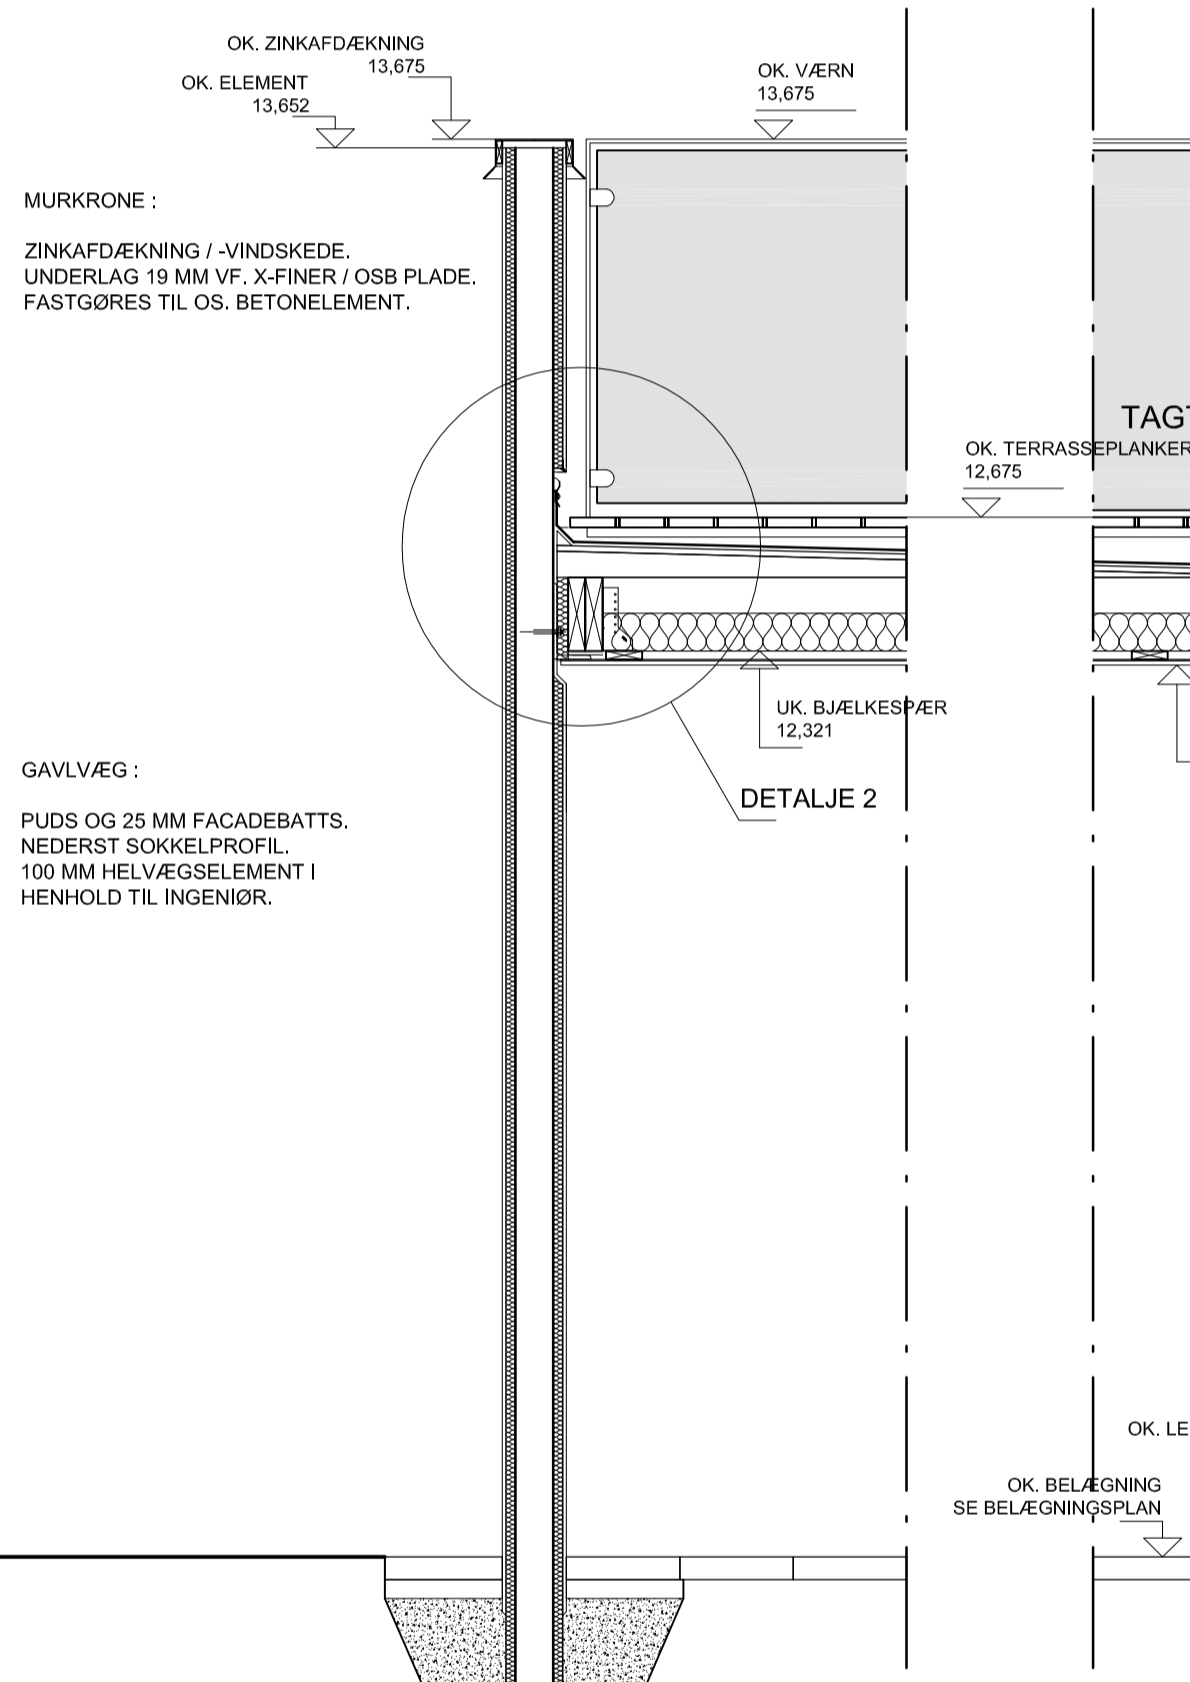 OK. ZINKAFDÆKNING
13,675
OK. ELEMENT
13,652
OK. VÆRN
13,675
MURKRONE :
ZINKAFDÆKNING / -VINDSKEDE.
UNDERLAG 19 MM VF. X-FINER / OSB PLADE.
FASTGØRES TIL OS. BETONELEMENT.
TAGT
OK. TERRASSEPLANKER
12,675
UK. BJÆLKESPÆR
12,321
DETALJE 2
GAVLVÆG :
PUDS OG 25 MM FACADEBATTS.
NEDERST SOKKELPROFIL.
100 MM HELVÆGSELEMENT I
HENHOLD TIL INGENIØR.
OK. LE
OK. BELÆGNING
SE BELÆGNINGSPLAN